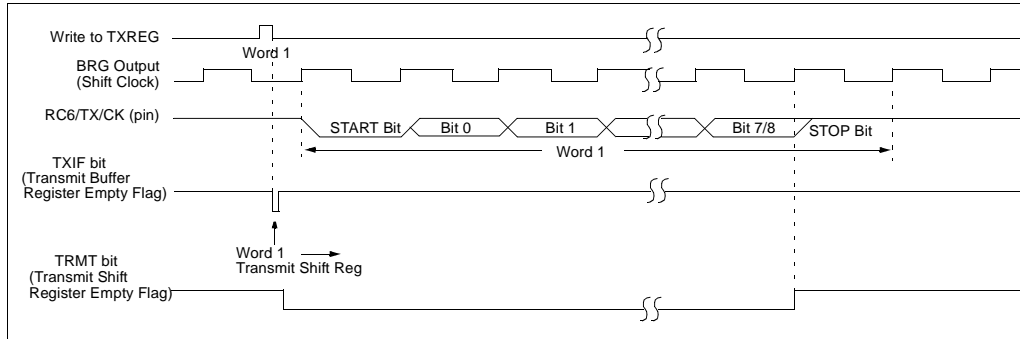 Write to TXREG
Word 1
BRG Output
(Shift Clock)
RC6/TX/CK (pin)
START Bit
Bit 0
Bit 1
Bit 7/8
STOP Bit
Word 1
TXIF bit
(Transmit Buffer
Register Empty Flag)
Word 1
Transmit Shift Reg
TRMT bit
(Transmit Shift
Register Empty Flag)